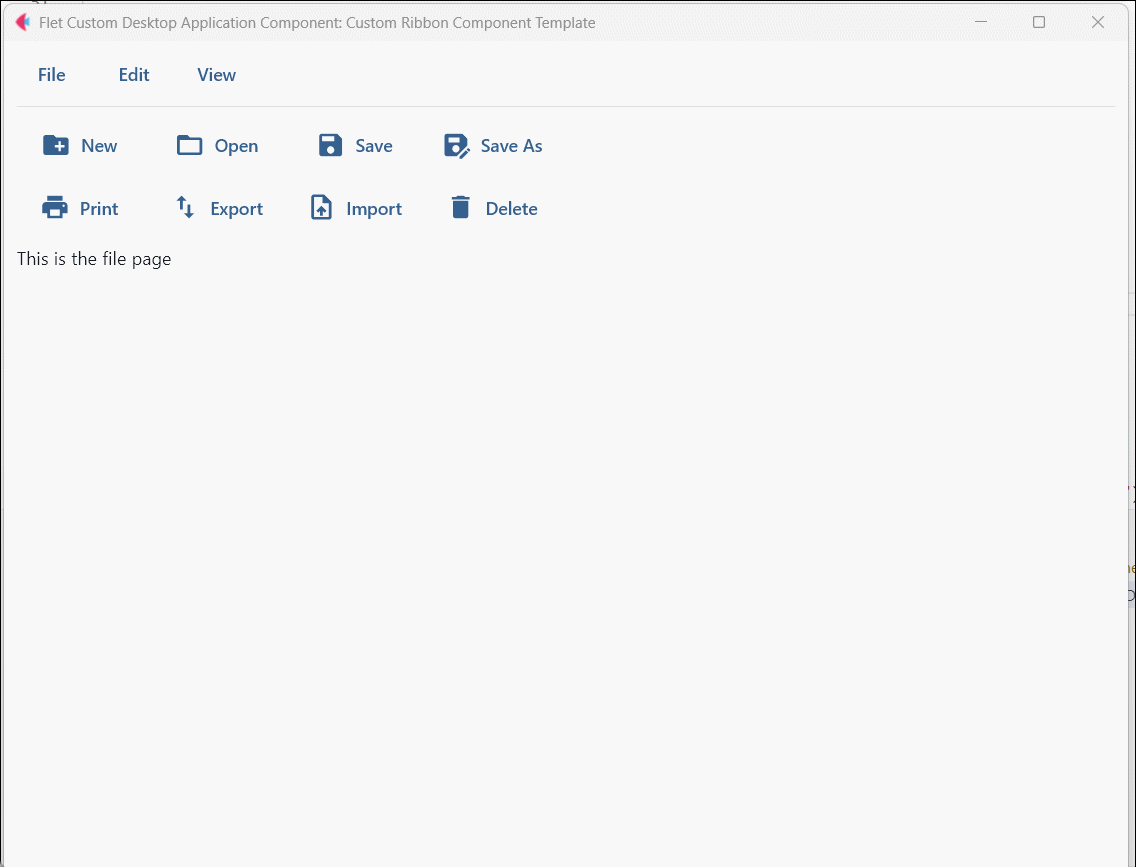 Flet Custom Desktop Application Component: Custom Ribbon Component Template
File Edit View
New Open Save Save As
Print Export Import Delete
This is the file page